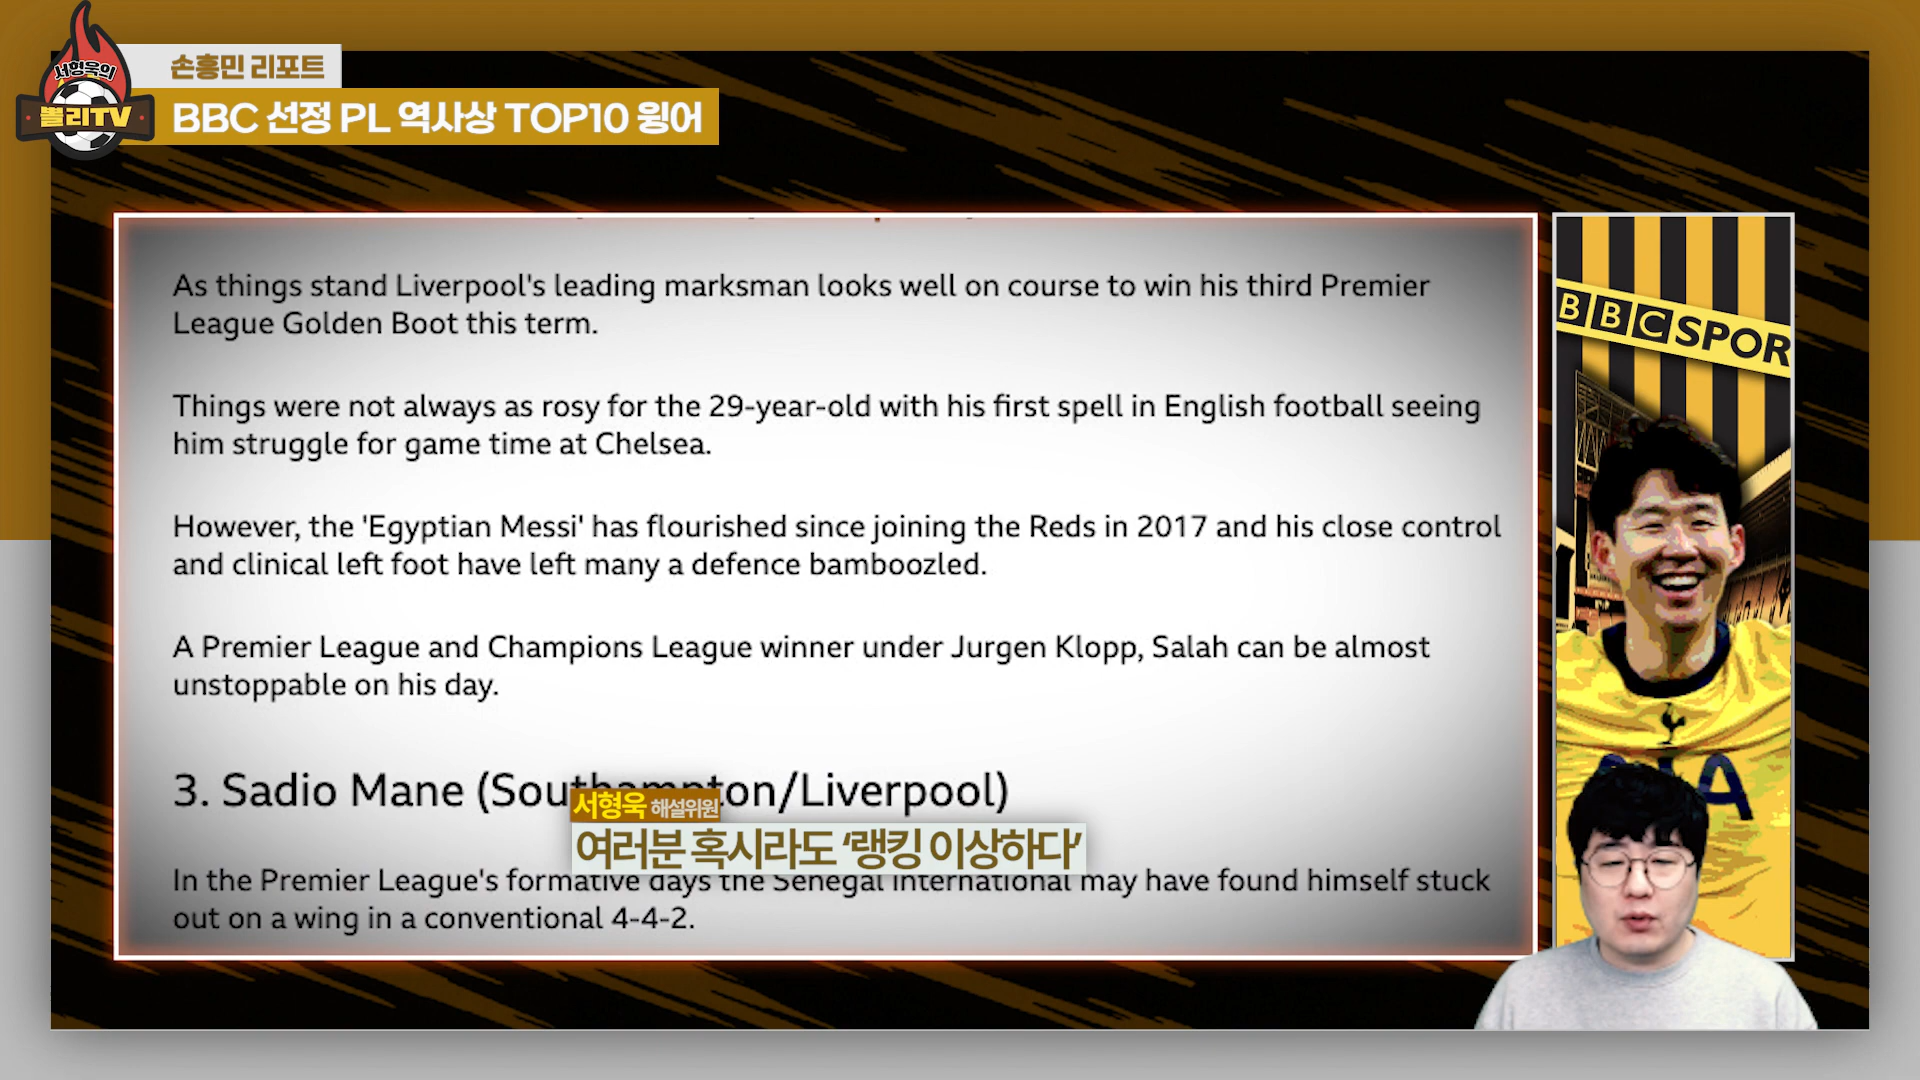 서형욱의
뽈리TV
손흥민 리포트
BBC 선정 PL 역사상 TOP10 윙어
As things stand Liverpool's leading marksman looks well on course to win his third Premier
League Golden Boot this term.
Things were not always as rosy for the 29-year-old with his first spell in English football seeing
him struggle for game time at Chelsea.
However, the 'Egyptian Messi' has flourished since joining the Reds in 2017 and his close control
and clinical left foot have left many a defence bamboozled.
A Premier League and Champions League winner under Jurgen Klopp, Salah can be almost
unstoppable on his day.
3. Sadio Mane (Southampton/Liverpool)
서형욱 해설위원
여러분 혹시라도 '랭킹 이상하다'
In the Premier League's formative days the Senegal international may have found himself stuck
out on a wing in a conventional 4-4-2.
BBC SPOR